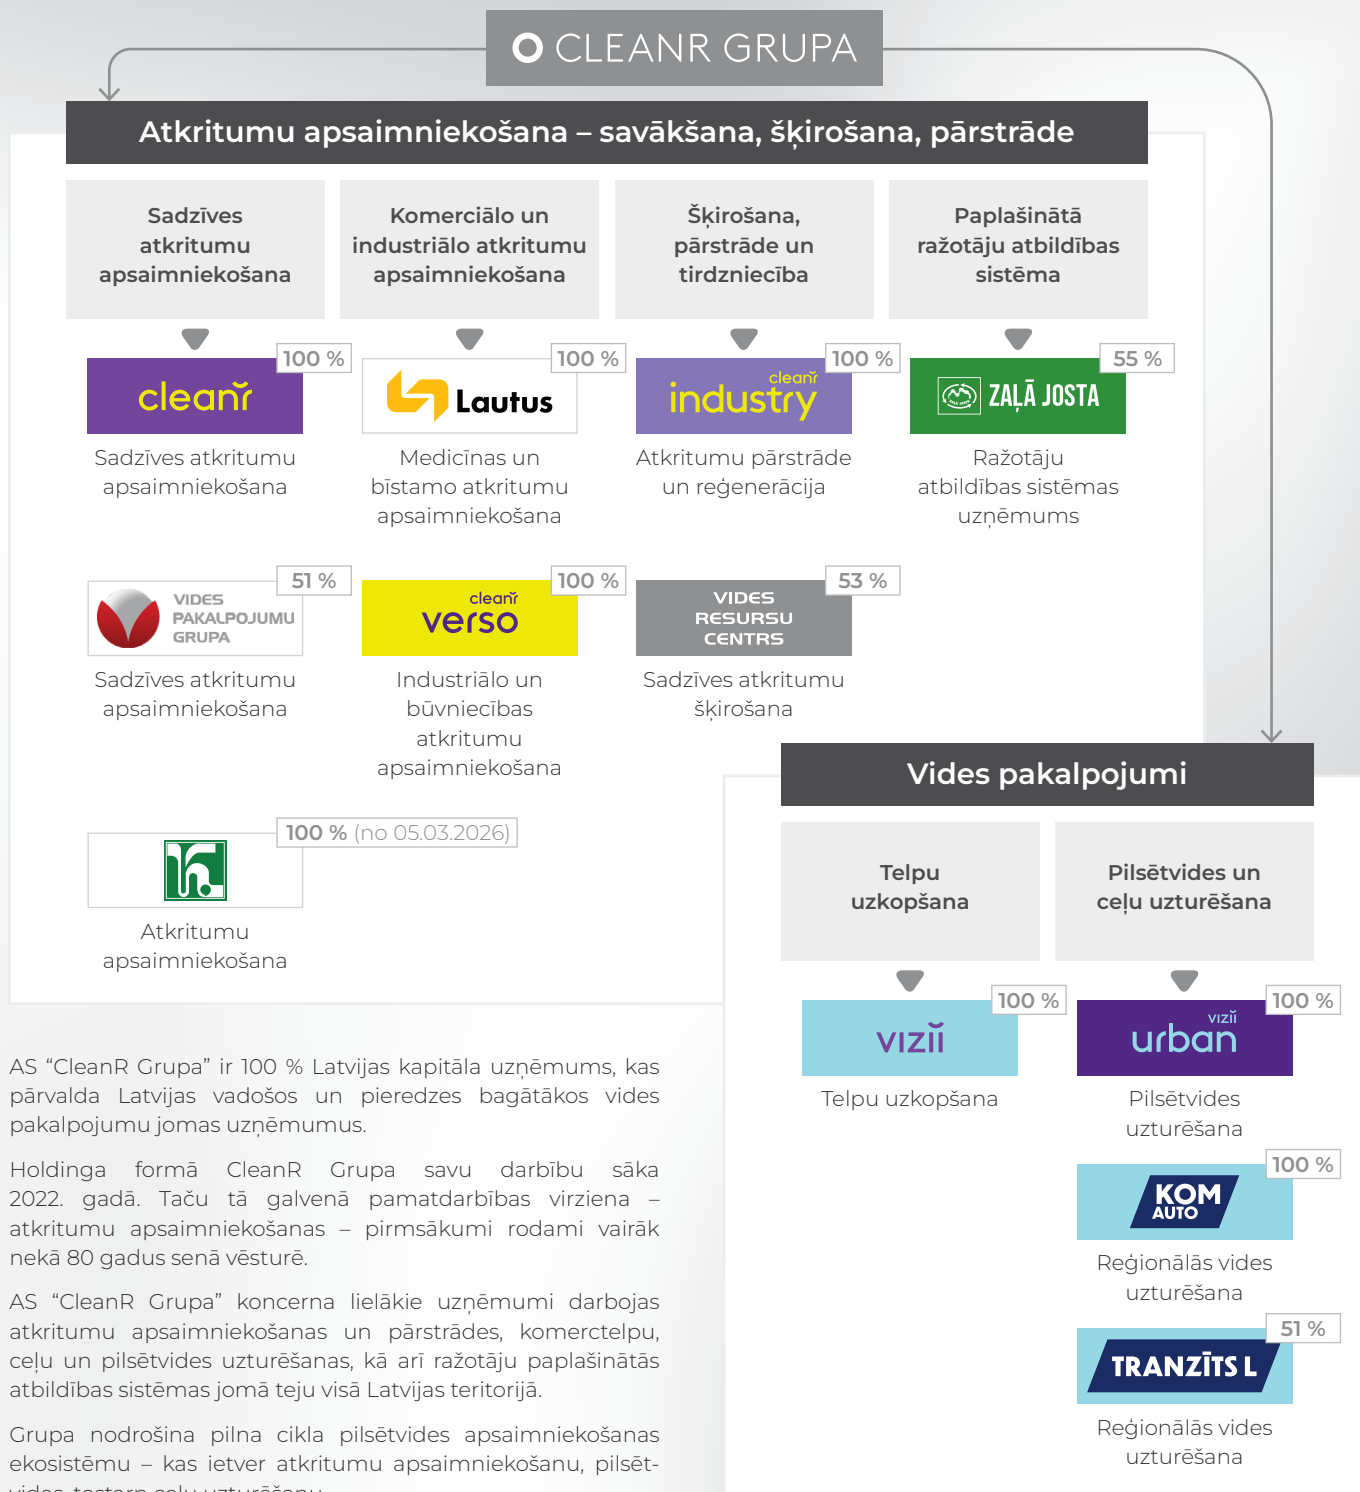 CLEANR GRUPA
Atkritumu apsaimniekošana – savākšana, šķirošana, pārstrāde
Sadzīves
atkritumu
apsaimniekošana
Komerciālo un
industriālo atkritumu
apsaimniekošana
Šķirošana,
pārstrāde un
tirdzniecība
Paplašinātā
ražotāju atbildības
sistēma
100 %
cleanr
Sadzīves atkritumu
apsaimniekošana
100 %
Lautus
Medicīnas un
bīstamo atkritumu
apsaimniekošana
100 %
cleanr
industry
Atkritumu pārstrāde
un reģenerācija
55 %
ZAĻĀ JOSTA
Ražotāju
atbildības sistēmas
uzņēmums
51 %
VIDES
PAKALPOJUMU
GRUPA
Sadzīves atkritumu
apsaimniekošana
100 %
cleanr
verso
Industriālo un
būvniecības
atkritumu
apsaimniekošana
53 %
VIDES
RESURSU
CENTRS
Sadzīves atkritumu
šķirošana
100 % (no 05.03.2026)
Atkritumu
apsaimniekošana
Vides pakalpojumi
Telpu
uzkopšana
Pilsētvides un
ceļu uzturēšana
100 %
vizii
Telpu uzkopšana
100 %
vizii
urban
Pilsētvides
uzturēšana
100 %
KOM
AUTO
Reģionālās vides
uzturēšana
51 %
TRANZĪTS L
Reģionālās vides
uzturēšana
AS “CleanR Grupa” ir 100 % Latvijas kapitāla uzņēmums, kas
pārvalda Latvijas vadošos un pieredzes bagātākos vides
pakalpojumu jomas uzņēmumus.
Holdinga formā CleanR Grupa savu darbību sāka
2022. gadā. Taču tā galvenā pamatdarbības virziena –
atkritumu apsaimniekošanas – pirmsākumi rodami vairāk
nekā 80 gadus senā vēsturē.
AS “CleanR Grupa” koncerna lielākie uzņēmumi darbojas
atkritumu apsaimniekošanas un pārstrādes, komerctelpu,
ceļu un pilsētvides uzturēšanas, kā arī ražotāju paplašinātās
atbildības sistēmas jomā teju visā Latvijas teritorijā.
Grupa nodrošina pilna cikla pilsētvides apsaimniekošanas
ekosistēmu – kas ietver atkritumu apsaimniekošanu, pilsēt-